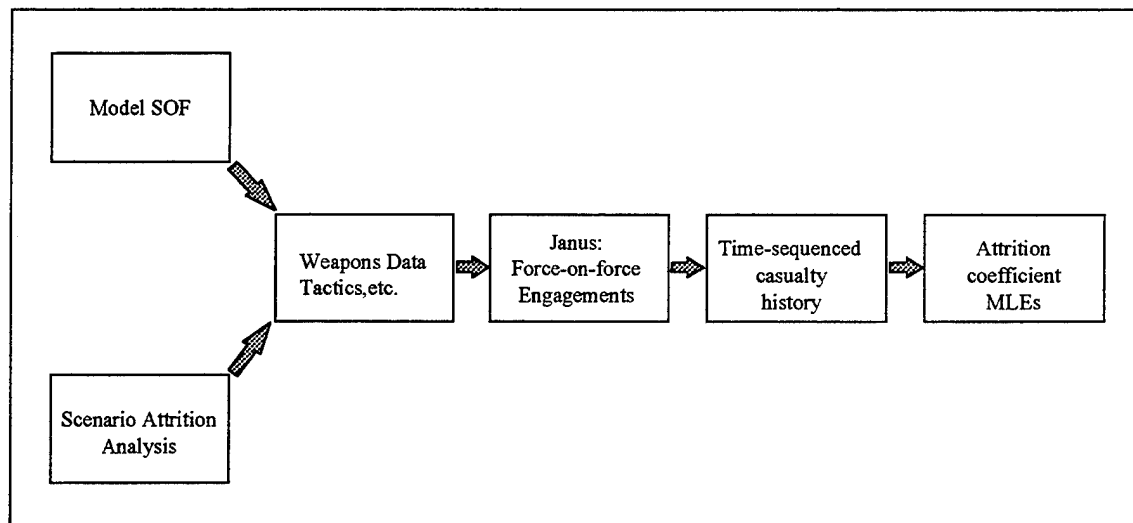 Model SOF
Scenario Attrition
Analysis
Weapons Data
Tactics,etc.
Janus:
Force-on-force
Engagements
Time-sequenced
casualty
history
Attrition
coefficient
MLEs